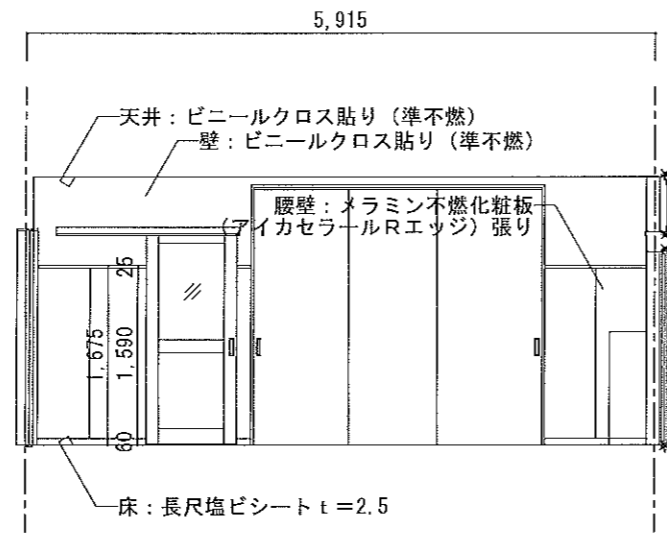 5,915
天井：ビニールクロス貼り（準不燃）
壁：ビニールクロス貼り（準不燃）
腰壁：メラミン不燃化粧板
（アイカセラールＲエッジ）張り
25
1,675
1,590
60
床：長尺塩ビシートｔ＝2.5